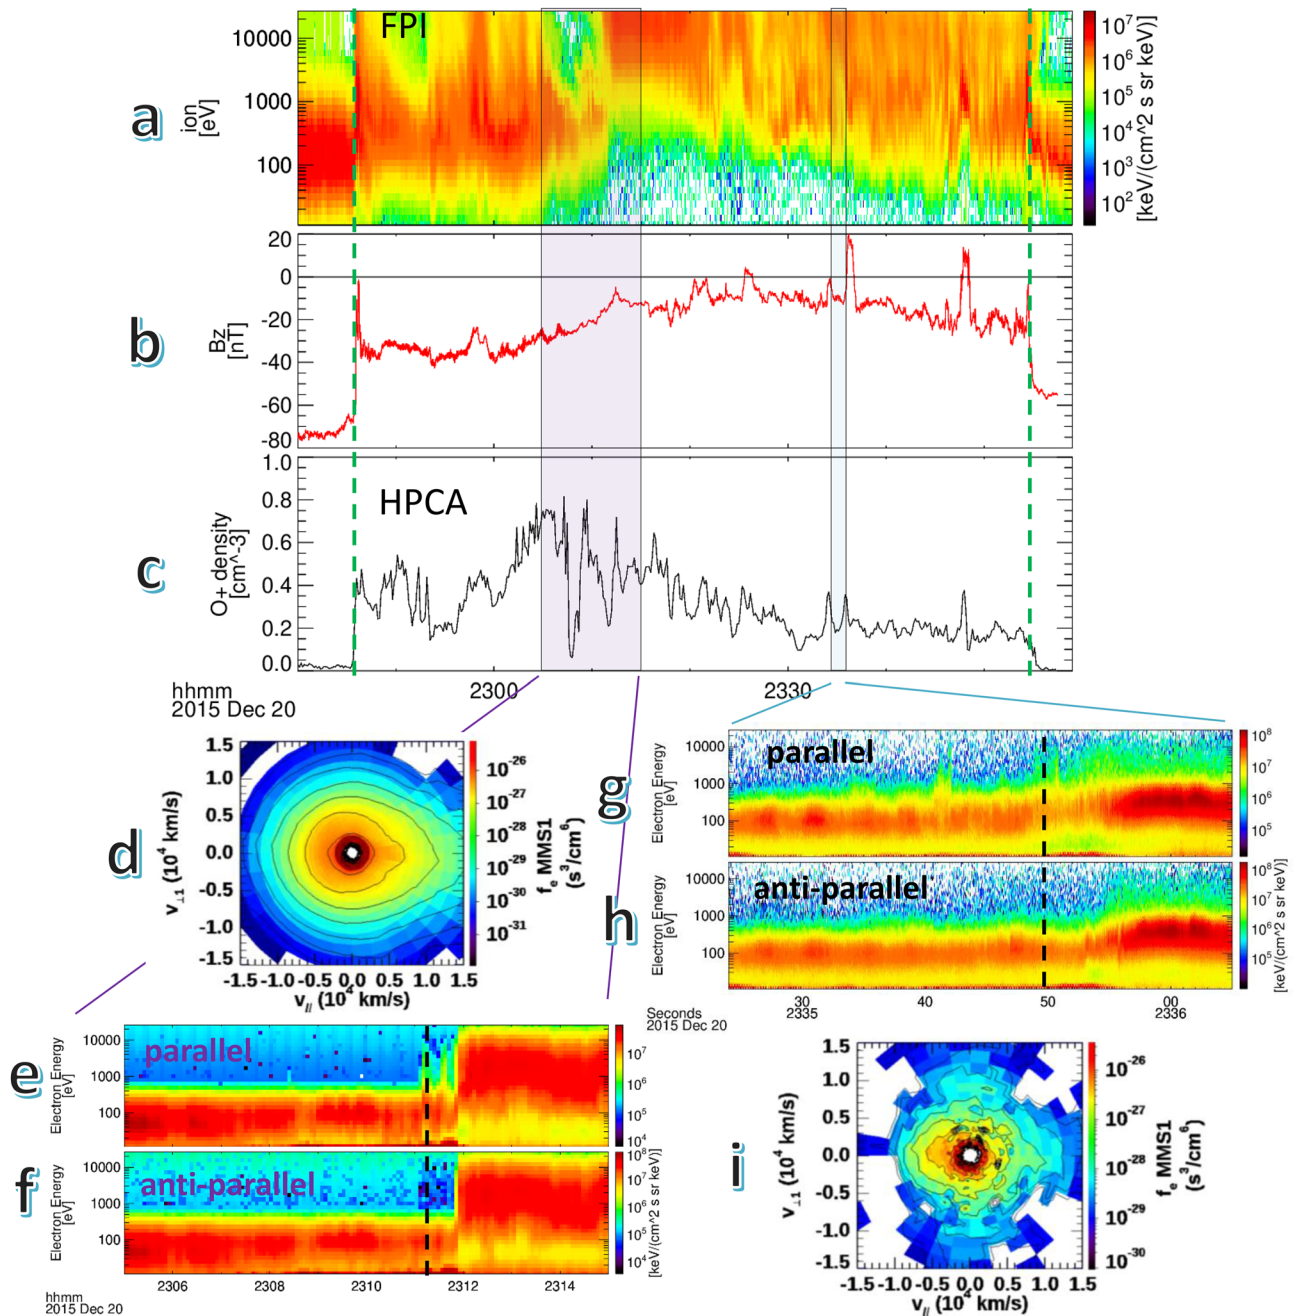 FPI
a
ion
[eV]
10000
1000
100
10^7
10^6
10^5
10^4
10^3
10^2
[keV/(cm^2 s sr keV)]
b
Bz
[nT]
20
0
-20
-40
-60
-80
HPCA
c
O+ density
[cm^-3]
1.0
0.8
0.6
0.4
0.2
0.0
hhmm
2015 Dec 20
2300
2330
d
v⊥1 (10^4 km/s)
1.5
1.0
0.5
0.0
-0.5
-1.0
-1.5
-1.5 -1.0 -0.5 0.0 0.5 1.0 1.5
v// (10^4 km/s)
10^-26
10^-27
10^-28
10^-29
10^-30
10^-31
f_e MMS1
(s^3/cm^6)
g
parallel
Electron Energy
[eV]
10000
1000
100
10^8
10^7
10^6
10^5
h
anti-parallel
Electron Energy
[eV]
10000
1000
100
10^8
10^7
10^6
10^5
[keV/(cm^2 s sr keV)]
Seconds
2015 Dec 20
30
2335
40
50
00
2336
e
parallel
Electron Energy
[eV]
10000
1000
100
10^7
10^6
10^5
10^4
f
anti-parallel
Electron Energy
[eV]
10000
1000
100
10^8
10^7
10^6
10^5
10^4
[keV/(cm^2 s sr keV)]
2306
2308
2310
2312
2314
hhmm
2015 Dec 20
i
v⊥1 (10^4 km/s)
1.5
1.0
0.5
0.0
-0.5
-1.0
-1.5
-1.5 -1.0 -0.5 0.0 0.5 1.0 1.5
v// (10^4 km/s)
10^-26
10^-27
10^-28
10^-29
10^-30
f_e MMS1
(s^3/cm^6)